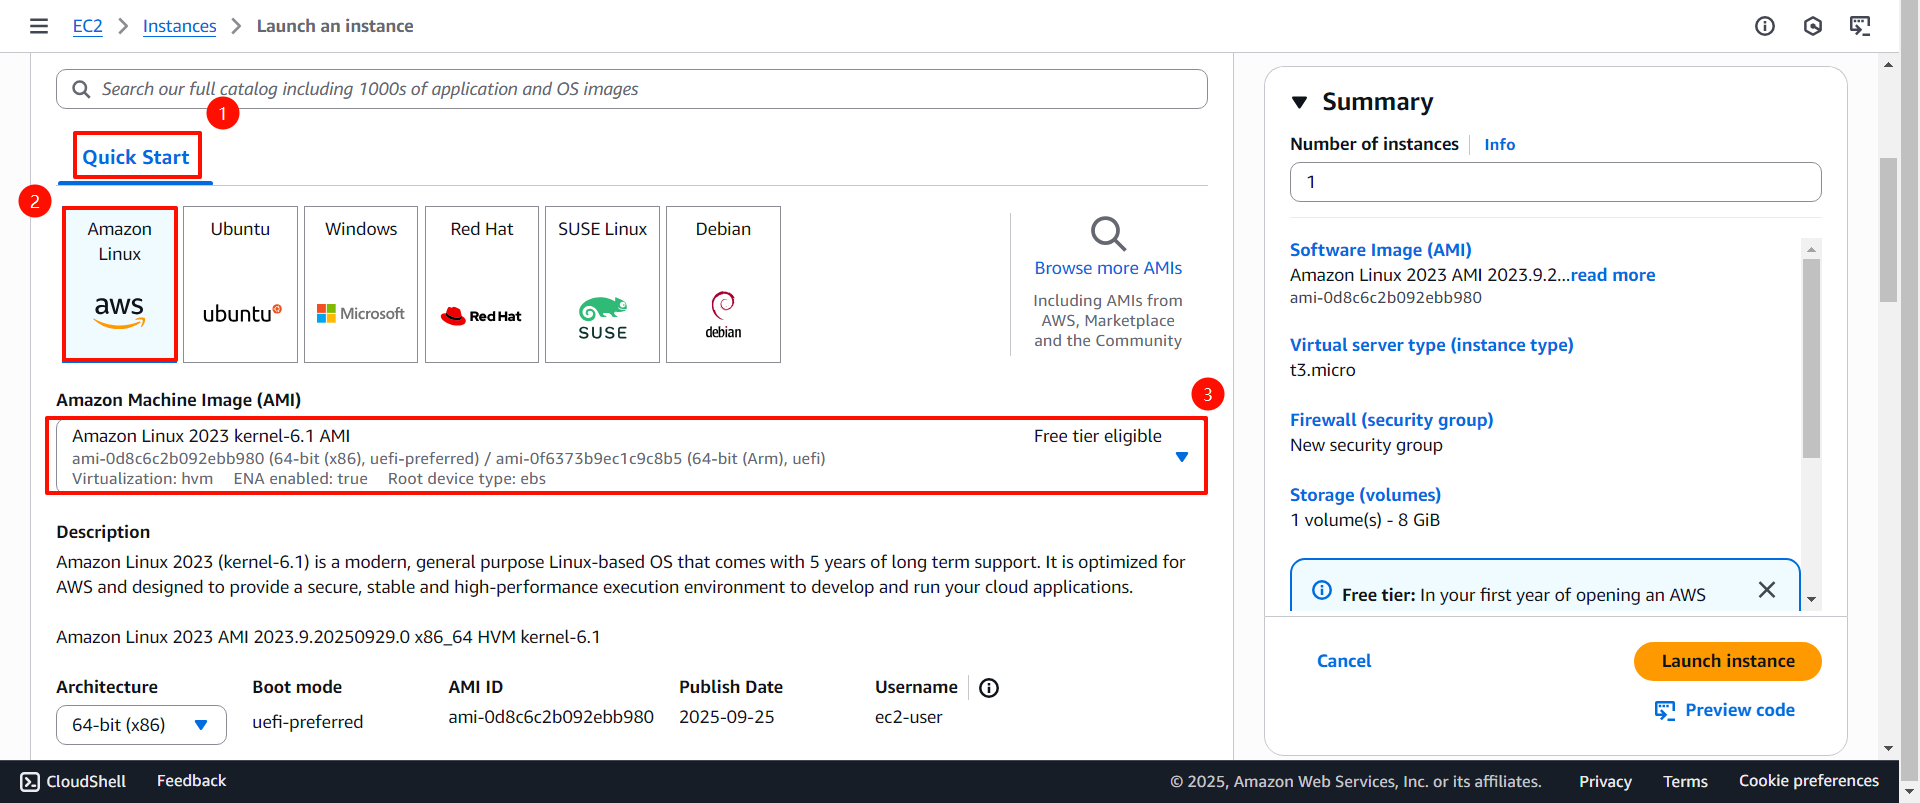 EC2 > Instances > Launch an instance
Search our full catalog including 1000s of application and OS images
1
Quick Start
2
Amazon Linux
aws
Ubuntu
ubuntu
Windows
Microsoft
Red Hat
Red Hat
SUSE Linux
SUSE
Debian
debian
Browse more AMIs
Including AMIs from
AWS, Marketplace
and the Community
Amazon Machine Image (AMI)
3
Amazon Linux 2023 kernel-6.1 AMI
Free tier eligible
ami-0d8c6c2b092ebb980 (64-bit (x86), uefi-preferred) / ami-0f6373b9ec1c9c8b5 (64-bit (Arm), uefi)
Virtualization: hvm ENA enabled: true Root device type: ebs
Description
Amazon Linux 2023 (kernel-6.1) is a modern, general purpose Linux-based OS that comes with 5 years of long term support. It is optimized for
AWS and designed to provide a secure, stable and high-performance execution environment to develop and run your cloud applications.
Amazon Linux 2023 AMI 2023.9.20250929.0 x86_64 HVM kernel-6.1
Architecture Boot mode AMI ID Publish Date Username
64-bit (x86) uefi-preferred ami-0d8c6c2b092ebb980 2025-09-25 ec2-user
Summary
Number of instances Info
1
Software Image (AMI)
Amazon Linux 2023 AMI 2023.9.2...read more
ami-0d8c6c2b092ebb980
Virtual server type (instance type)
t3.micro
Firewall (security group)
New security group
Storage (volumes)
1 volume(s) - 8 GiB
Free tier: In your first year of opening an AWS
Cancel
Launch instance
Preview code
CloudShell Feedback
© 2025, Amazon Web Services, Inc. or its affiliates. Privacy Terms Cookie preferences